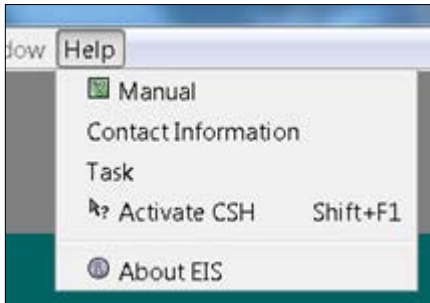 dow Help
Manual
Contact Information
Task
Activate CSH Shift+F1
About EIS